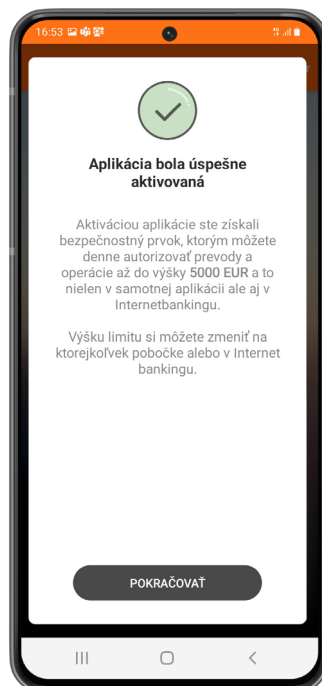 16:53
Aplikácia bola úspešne
aktivovaná
Aktiváciou aplikácie ste získali
bezpečnostný prvok, ktorým môžete
denne autorizovať prevody a
operácie až do výšky 5000 EUR a to
nielen v samotnej aplikácii ale aj v
Internetbankingu.
Výšku limitu si môžete zmeniť na
ktorejkoľvek pobočke alebo v Internet
bankingu.
POKRAČOVAŤ